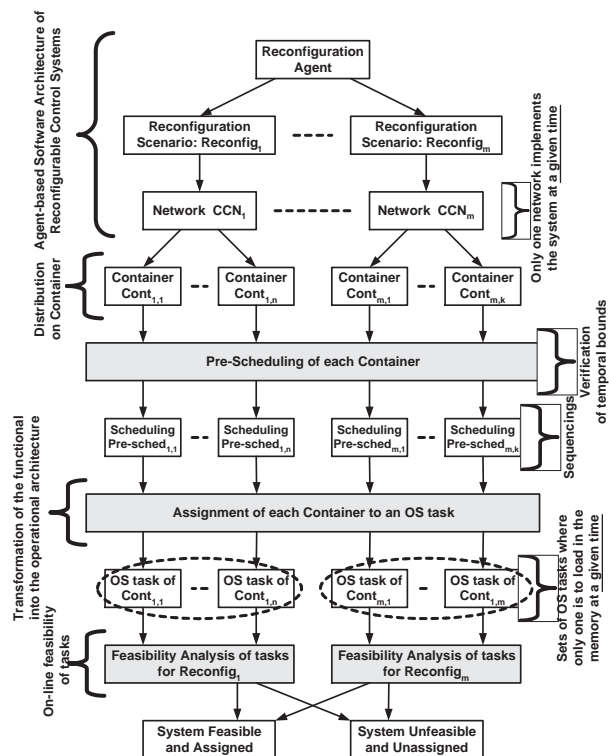 Reconfiguration
Agent
Reconfiguration
Scenario: Reconfig1
Reconfiguration
Scenario: Reconfigm
Network CCN1
Network CCNm
Container
Cont1,1
Container
Cont1,n
Container
Contm,1
Container
Contm,k
Pre-Scheduling of each Container
Scheduling
Pre-sched1,1
Scheduling
Pre-sched1,n
Scheduling
Pre-schedm,1
Scheduling
Pre-schedm,k
Assignment of each Container to an OS task
OS task of
Cont1,1
OS task of
Cont1,n
OS task of
Contm,1
OS task of
Cont1,m
Feasibility Analysis of tasks
for Reconfig1
Feasibility Analysis of tasks
for Reconfigm
System Feasible
and Assigned
System Unfeasible
and Unassigned
Agent-based Software Architecture of
Reconfigurable Control Systems
Distribution
on Container
Transformation of the functional
into the operational architecture
On-line feasibility
of tasks
Only one network implements
the system at a given time
Verification
of temporal bounds
Sequencings
Sets of OS tasks where
only one is to load in the
memory at a given time